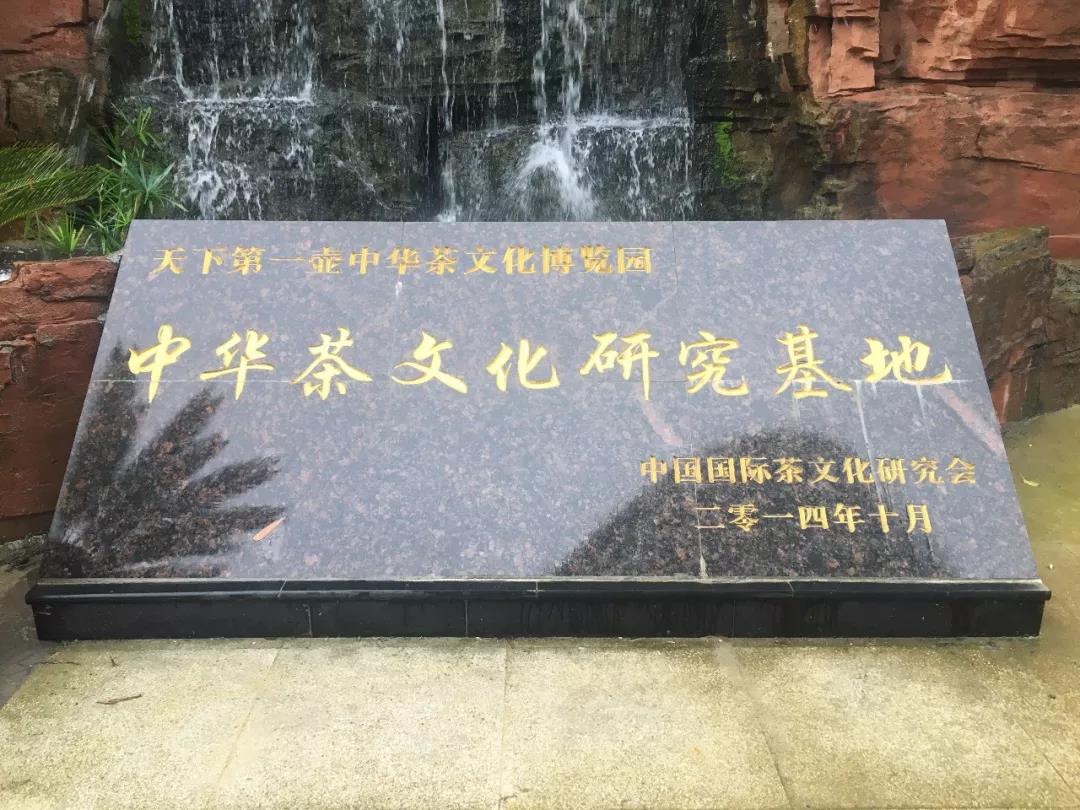 天下第一壶中华茶文化博览园
中华茶文化研究基地
中国国际茶文化研究会
二零一四年十月